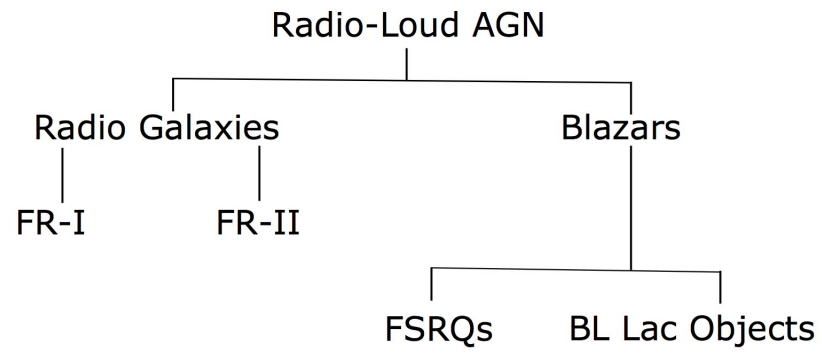 Radio-Loud AGN
Radio Galaxies
Blazars
FR-I
FR-II
FSRQs
BL Lac Objects